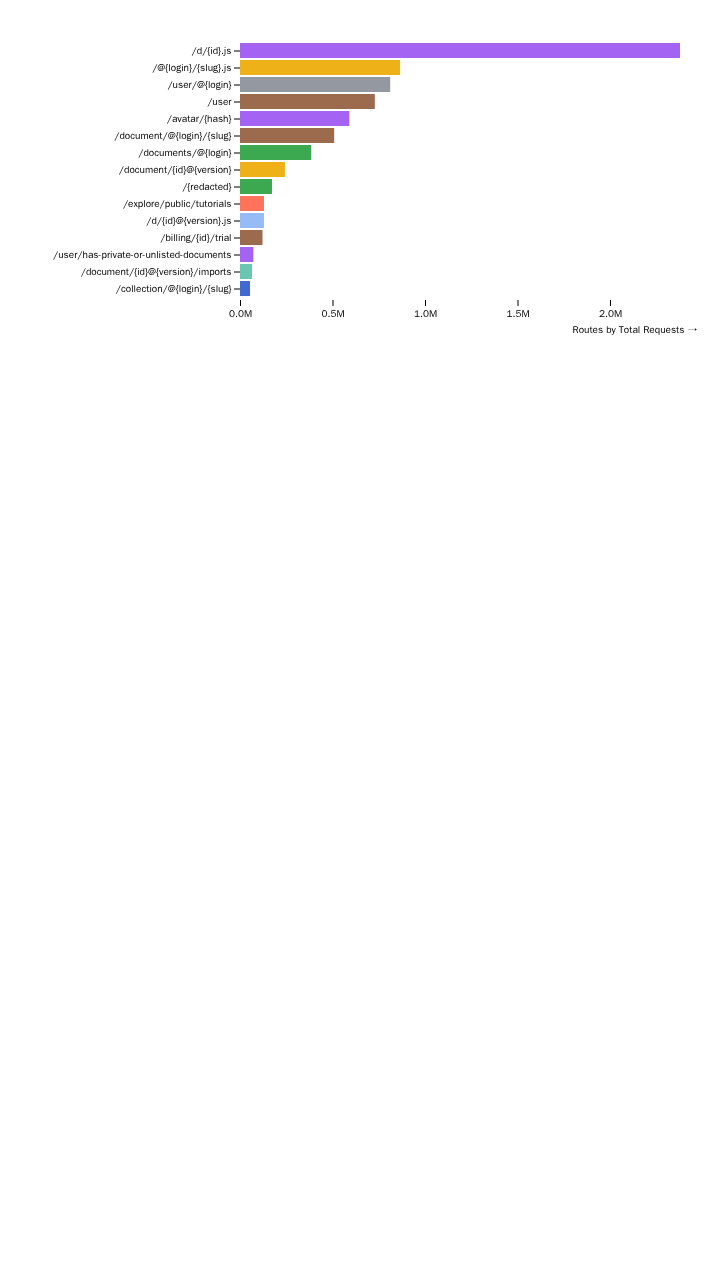 /d/{id}.js
/@{login}/{slug}.js
/user/@{login}
/user
/avatar/{hash}
/document/@{login}/{slug}
/documents/@{login}
/document/{id}@{version}
/{redacted}
/explore/public/tutorials
/d/{id}@{version}.js
/billing/{id}/trial
/user/has-private-or-unlisted-documents
/document/{id}@{version}/imports
/collection/@{login}/{slug}
0.0M 0.5M 1.0M 1.5M 2.0M
Routes by Total Requests →